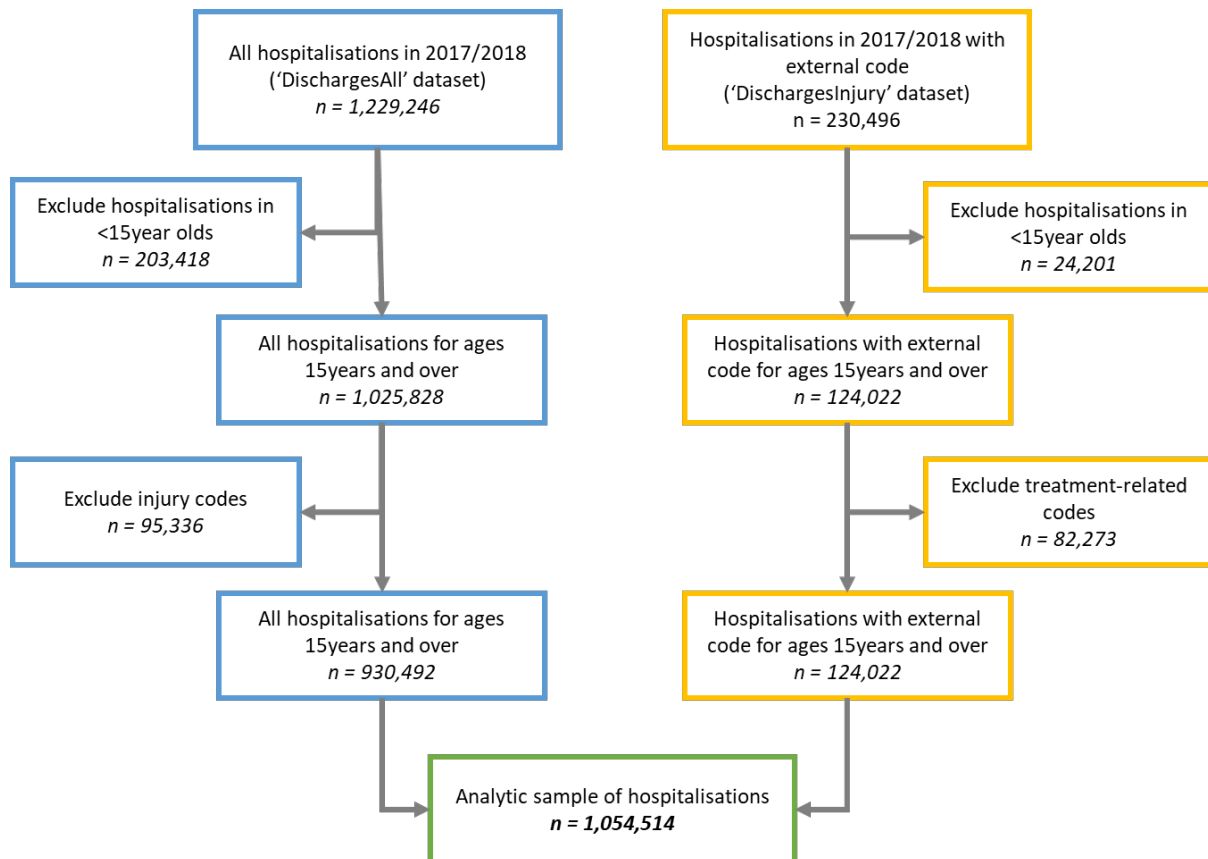 All hospitalisations in 2017/2018
(‘DischargesAll’ dataset)
n = 1,229,246
Hospitalisations in 2017/2018 with
external code
(‘DischargesInjury’ dataset)
n = 230,496
Exclude hospitalisations in
<15year olds
n = 203,418
Exclude hospitalisations in
<15year olds
n = 24,201
All hospitalisations for ages
15years and over
n = 1,025,828
Hospitalisations with external
code for ages 15years and over
n = 124,022
Exclude injury codes
n = 95,336
Exclude treatment-related
codes
n = 82,273
All hospitalisations for ages
15years and over
n = 930,492
Hospitalisations with external
code for ages 15years and over
n = 124,022
Analytic sample of hospitalisations
n = 1,054,514